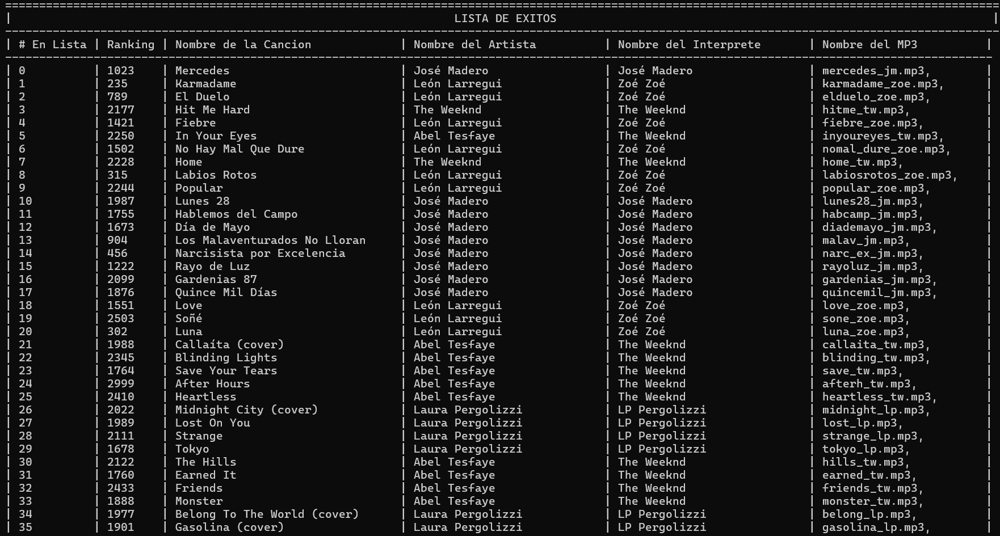 ==================================================================================================================================================
| LISTA DE EXITOS |
--------------------------------------------------------------------------------------------------------------------------------------------------
| # En Lista | Ranking | Nombre de la Cancion | Nombre del Artista | Nombre del Interprete | Nombre del MP3 |
-------------------------------------------------------------------------------------------------------------------------------------------------
| 0 | 1023 | Mercedes | José Madero | José Madero | mercedes_jm.mp3, |
| 1 | 235 | Karmadame | León Larregui | Zoé Zoé | karmadame_zoe.mp3, |
| 2 | 789 | El Duelo | León Larregui | Zoé Zoé | elduelo_zoe.mp3, |
| 3 | 2177 | Hit Me Hard | The Weeknd | The Weeknd | hitme_tw.mp3, |
| 4 | 1421 | Fiebre | León Larregui | Zoé Zoé | fiebre_zoe.mp3, |
| 5 | 2250 | In Your Eyes | Abel Tesfaye | The Weeknd | inyoureyes_tw.mp3, |
| 6 | 1502 | No Hay Mal Que Dure | León Larregui | Zoé Zoé | nomal_dure_zoe.mp3, |
| 7 | 2228 | Home | The Weeknd | The Weeknd | home_tw.mp3, |
| 8 | 315 | Labios Rotos | León Larregui | Zoé Zoé | labiosrotos_zoe.mp3, |
| 9 | 2244 | Popular | León Larregui | Zoé Zoé | popular_zoe.mp3, |
| 10 | 1987 | Lunes 28 | José Madero | José Madero | lunes28_jm.mp3, |
| 11 | 1755 | Hablemos del Campo | José Madero | José Madero | habcamp_jm.mp3, |
| 12 | 1673 | Día de Mayo | José Madero | José Madero | diademayo_jm.mp3, |
| 13 | 904 | Los Malaventurados No Lloran | José Madero | José Madero | malav_jm.mp3, |
| 14 | 456 | Narcisista por Excelencia | José Madero | José Madero | narc_ex_jm.mp3, |
| 15 | 1222 | Rayo de Luz | José Madero | José Madero | rayoluz_jm.mp3, |
| 16 | 2099 | Gardenias 87 | José Madero | José Madero | gardenias_jm.mp3, |
| 17 | 1876 | Quince Mil Días | José Madero | José Madero | quincemil_jm.mp3, |
| 18 | 1551 | Love | León Larregui | Zoé Zoé | love_zoe.mp3, |
| 19 | 2503 | Soñé | León Larregui | Zoé Zoé | sone_zoe.mp3, |
| 20 | 302 | Luna | León Larregui | Zoé Zoé | luna_zoe.mp3, |
| 21 | 1988 | Callaíta (cover) | Abel Tesfaye | The Weeknd | callaita_tw.mp3, |
| 22 | 2345 | Blinding Lights | Abel Tesfaye | The Weeknd | blinding_tw.mp3, |
| 23 | 1764 | Save Your Tears | Abel Tesfaye | The Weeknd | save_tw.mp3, |
| 24 | 2999 | After Hours | Abel Tesfaye | The Weeknd | afterh_tw.mp3, |
| 25 | 2410 | Heartless | Abel Tesfaye | The Weeknd | heartless_tw.mp3, |
| 26 | 2022 | Midnight City (cover) | Laura Pergolizzi | LP Pergolizzi | midnight_lp.mp3, |
| 27 | 1989 | Lost On You | Laura Pergolizzi | LP Pergolizzi | lost_lp.mp3, |
| 28 | 2111 | Strange | Laura Pergolizzi | LP Pergolizzi | strange_lp.mp3, |
| 29 | 1678 | Tokyo | Laura Pergolizzi | LP Pergolizzi | tokyo_lp.mp3, |
| 30 | 2122 | The Hills | Abel Tesfaye | The Weeknd | hills_tw.mp3, |
| 31 | 1760 | Earned It | Abel Tesfaye | The Weeknd | earned_tw.mp3, |
| 32 | 2433 | Friends | Abel Tesfaye | The Weeknd | friends_tw.mp3, |
| 33 | 1888 | Monster | Abel Tesfaye | The Weeknd | monster_tw.mp3, |
| 34 | 1977 | Belong To The World (cover) | Laura Pergolizzi | LP Pergolizzi | belong_lp.mp3, |
| 35 | 1901 | Gasolina (cover) | Laura Pergolizzi | LP Pergolizzi | gasolina_lp.mp3, |